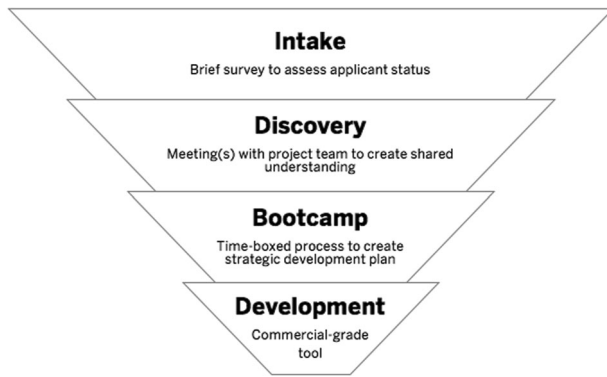 Intake
Brief survey to assess applicant status
Discovery
Meeting(s) with project team to create shared
understanding
Bootcamp
Time-boxed process to create
strategic development plan
Development
Commercial-grade
tool